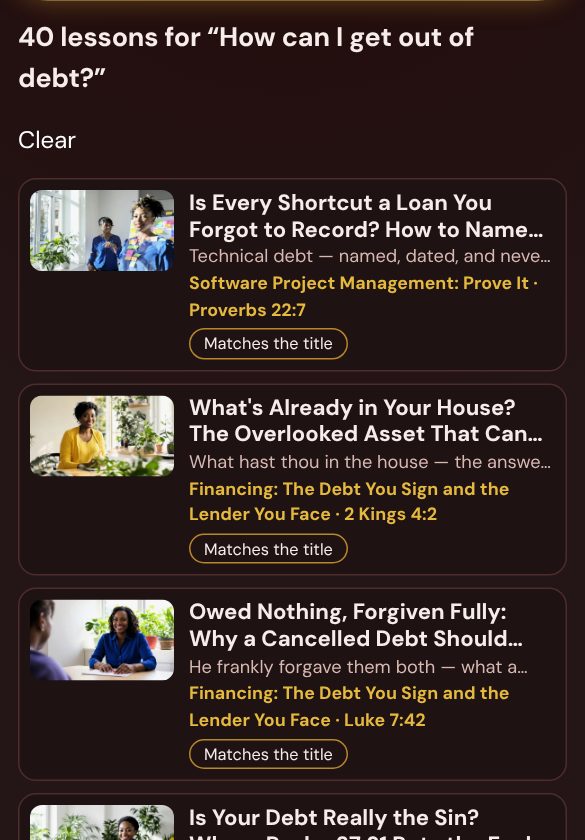 40 lessons for “How can I get out of
debt?”
Clear
Is Every Shortcut a Loan You
Forgot to Record? How to Name…
Technical debt — named, dated, and neve…
Software Project Management: Prove It ·
Proverbs 22:7
Matches the title
What's Already in Your House?
The Overlooked Asset That Can…
What hast thou in the house — the answe…
Financing: The Debt You Sign and the
Lender You Face · 2 Kings 4:2
Matches the title
Owed Nothing, Forgiven Fully:
Why a Cancelled Debt Should…
He frankly forgave them both — what a…
Financing: The Debt You Sign and the
Lender You Face · Luke 7:42
Matches the title
Is Your Debt Really the Sin?